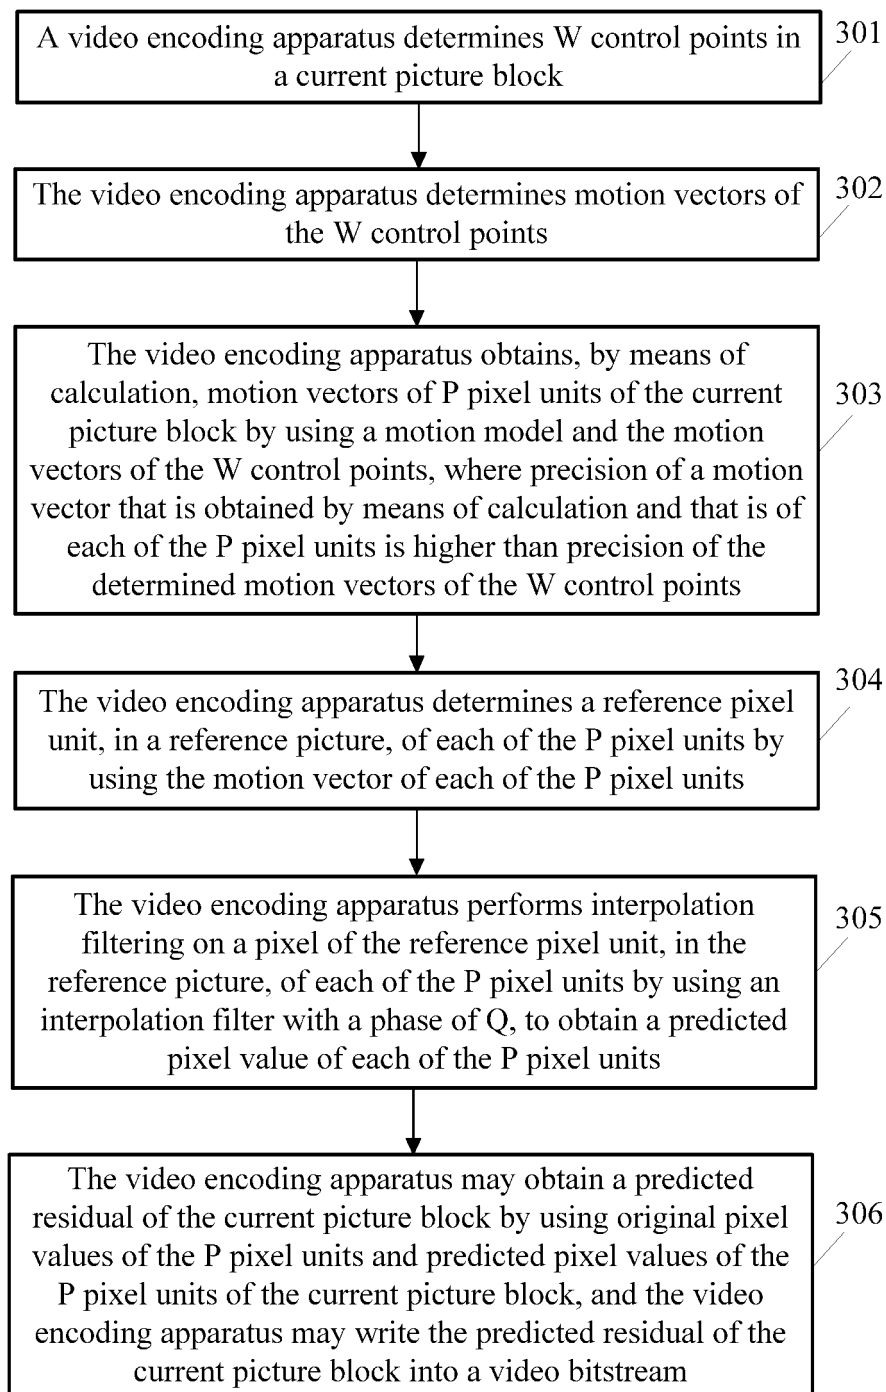 A video encoding apparatus determines W control points in
a current picture block
301
The video encoding apparatus determines motion vectors of
the W control points
302
The video encoding apparatus obtains, by means of
calculation, motion vectors of P pixel units of the current
picture block by using a motion model and the motion
vectors of the W control points, where precision of a motion
vector that is obtained by means of calculation and that is of
each of the P pixel units is higher than precision of the
determined motion vectors of the W control points
303
The video encoding apparatus determines a reference pixel
unit, in a reference picture, of each of the P pixel units by
using the motion vector of each of the P pixel units
304
The video encoding apparatus performs interpolation
filtering on a pixel of the reference pixel unit, in the
reference picture, of each of the P pixel units by using an
interpolation filter with a phase of Q, to obtain a predicted
pixel value of each of the P pixel units
305
The video encoding apparatus may obtain a predicted
residual of the current picture block by using original pixel
values of the P pixel units and predicted pixel values of the
P pixel units of the current picture block, and the video
encoding apparatus may write the predicted residual of the
current picture block into a video bitstream
306